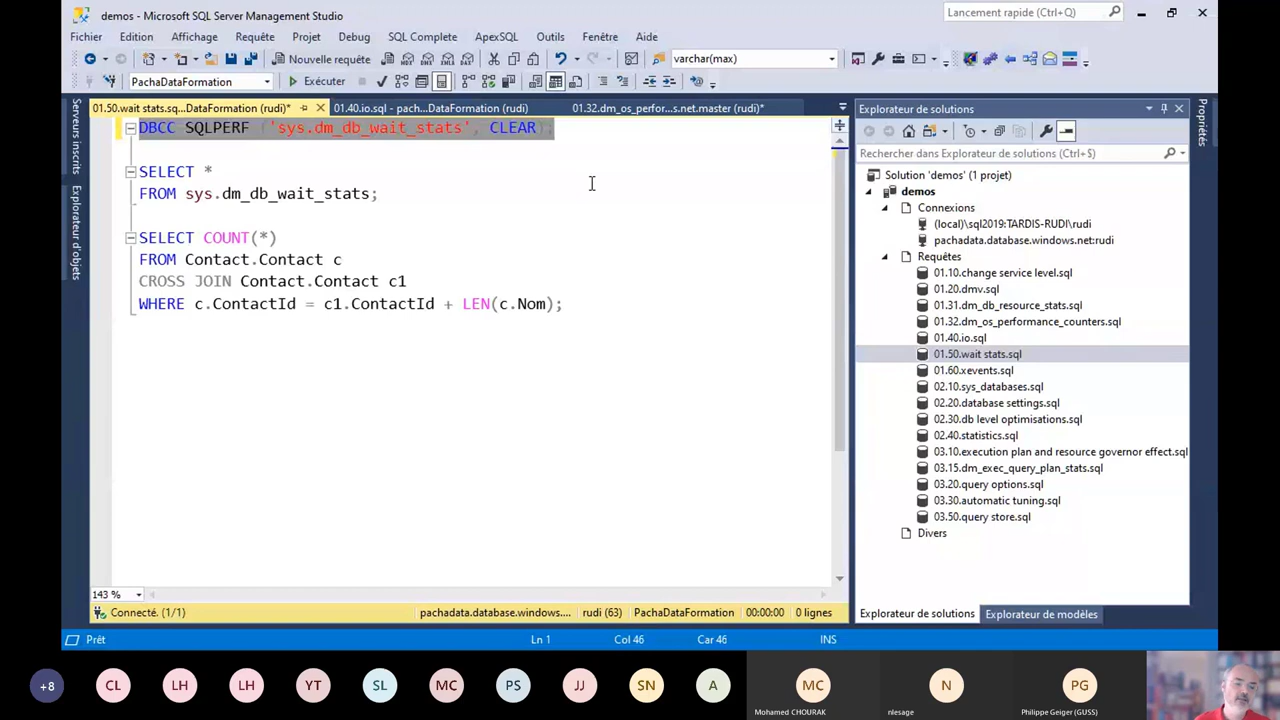 demos - Microsoft SQL Server Management Studio
Lancement rapide (Ctrl+Q)
Fichier Edition Affichage Requête Projet Debug SQL Complete ApexSQL Outils Fenêtre Aide
Nouvelle requête
varchar(max)
PachaDataFormation
Exécuter
Serveurs inscrits
Explorateur d'objets
01.50.wait stats.sq...DataFormation (rudi)*
01.40.io.sql - pach...DataFormation (rudi)
01.32.dm_os_perfor...s.net.master (rudi)*
DBCC SQLPERF ('sys.dm_db_wait_stats', CLEAR);
SELECT *
FROM sys.dm_db_wait_stats;
SELECT COUNT(*)
FROM Contact.Contact c
CROSS JOIN Contact.Contact c1
WHERE c.ContactId = c1.ContactId + LEN(c.Nom);
143 %
Connecté. (1/1)
pachadata.database.windows....
rudi (63)
PachaDataFormation
00:00:00
0 lignes
Explorateur de solutions
Rechercher dans Explorateur de solutions (Ctrl+$)
Solution 'demos' (1 projet)
demos
Connexions
(local)\sql2019:TARDIS-RUDI\rudi
pachadata.database.windows.net:rudi
Requêtes
01.10.change service level.sql
01.20.dmv.sql
01.31.dm_db_resource_stats.sql
01.32.dm_os_performance_counters.sql
01.40.io.sql
01.50.wait stats.sql
01.60.xevents.sql
02.10.sys_databases.sql
02.20.database settings.sql
02.30.db level optimisations.sql
02.40.statistics.sql
03.10.execution plan and resource governor effect.sql
03.15.dm_exec_query_plan_stats.sql
03.20.query options.sql
03.30.automatic tuning.sql
03.50.query store.sql
Divers
Explorateur de solutions
Explorateur de modèles
Propriétés
Prêt
Ln 1
Col 46
Car 46
INS
+8
CL
LH
LH
YT
SL
MC
PS
JJ
SN
A
MC
Mohamed CHOURAK
N
nlesage
PG
Philippe Geiger (GUSS)